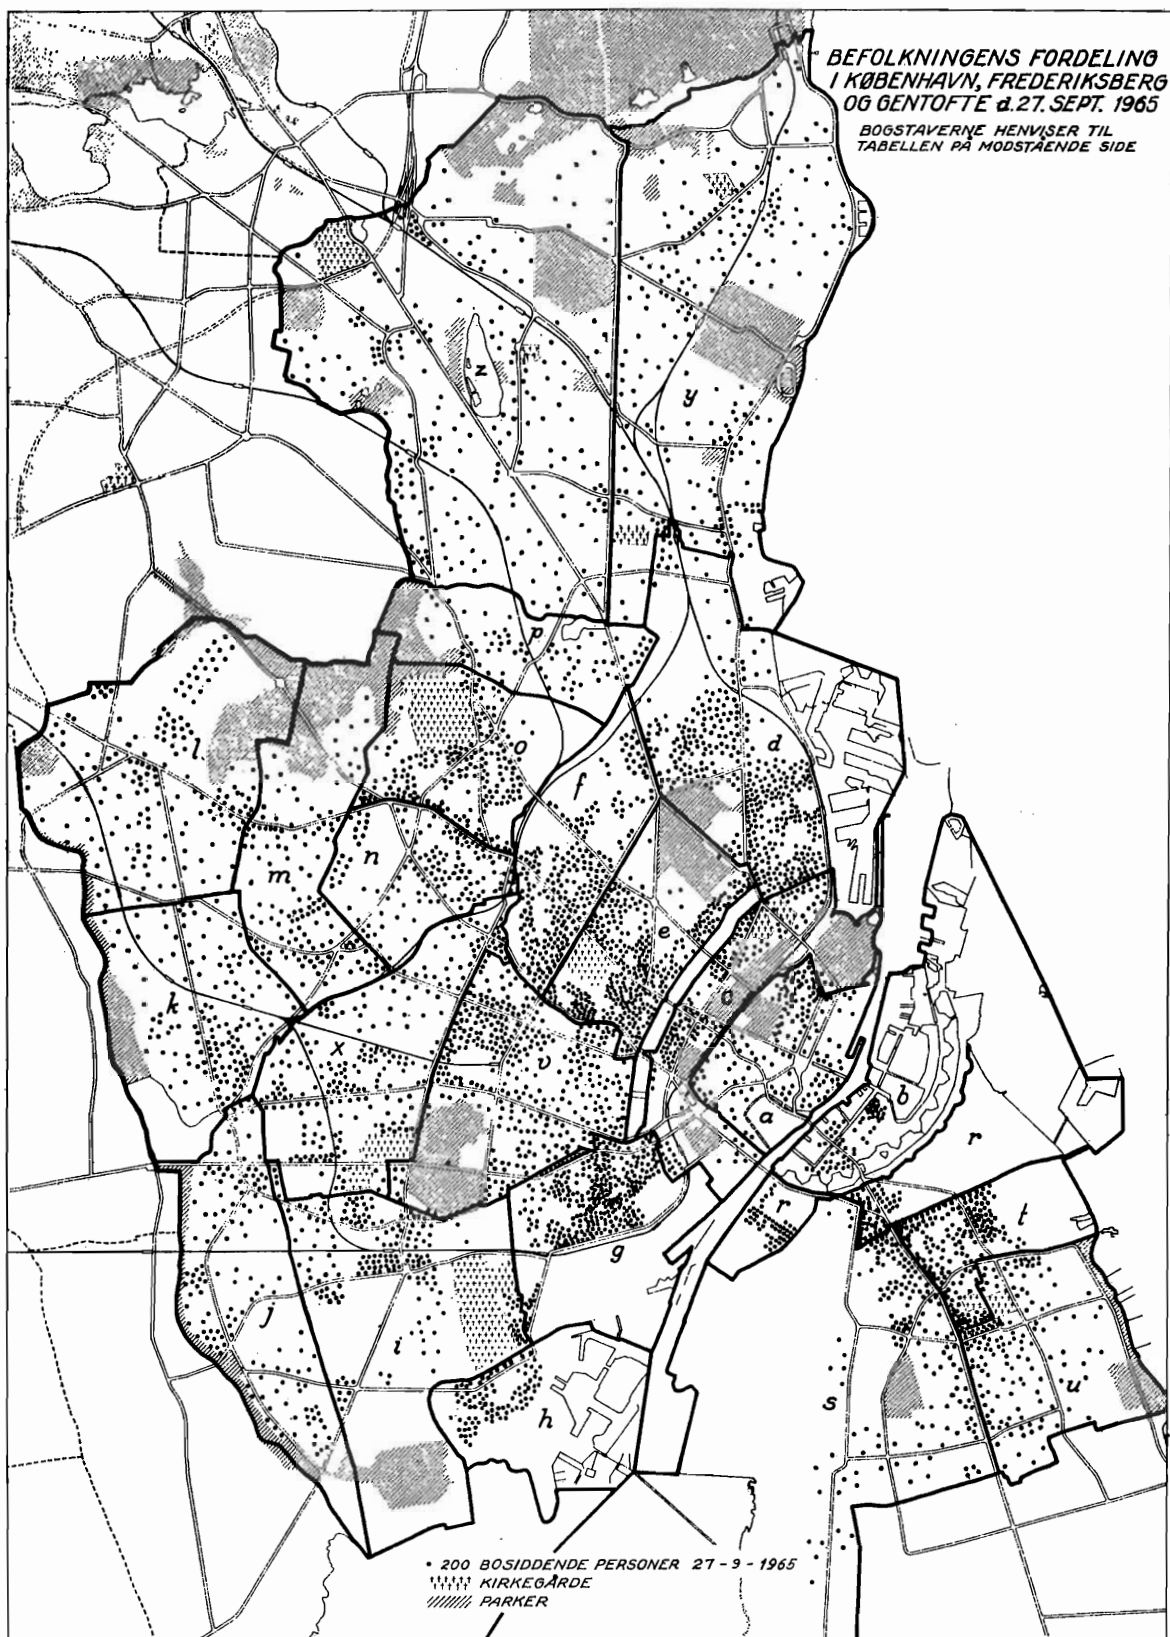 BEFOLKNINGENS FORDELING
I KØBENHAVN, FREDERIKSBERG
OG GENTOFTE d. 27. SEPT. 1965
BOGSTAVERNE HENVISER TIL
TABELLEN PÅ MODSTÅENDE SIDE
z
y
p
l
o
d
f
m
n
e
c
k
x
v
b
a
r
r
t
g
j
i
s
u
h
• 200 BOSIDDENDE PERSONER 27-9-1965
KIRKEGÅRDE
PARKER